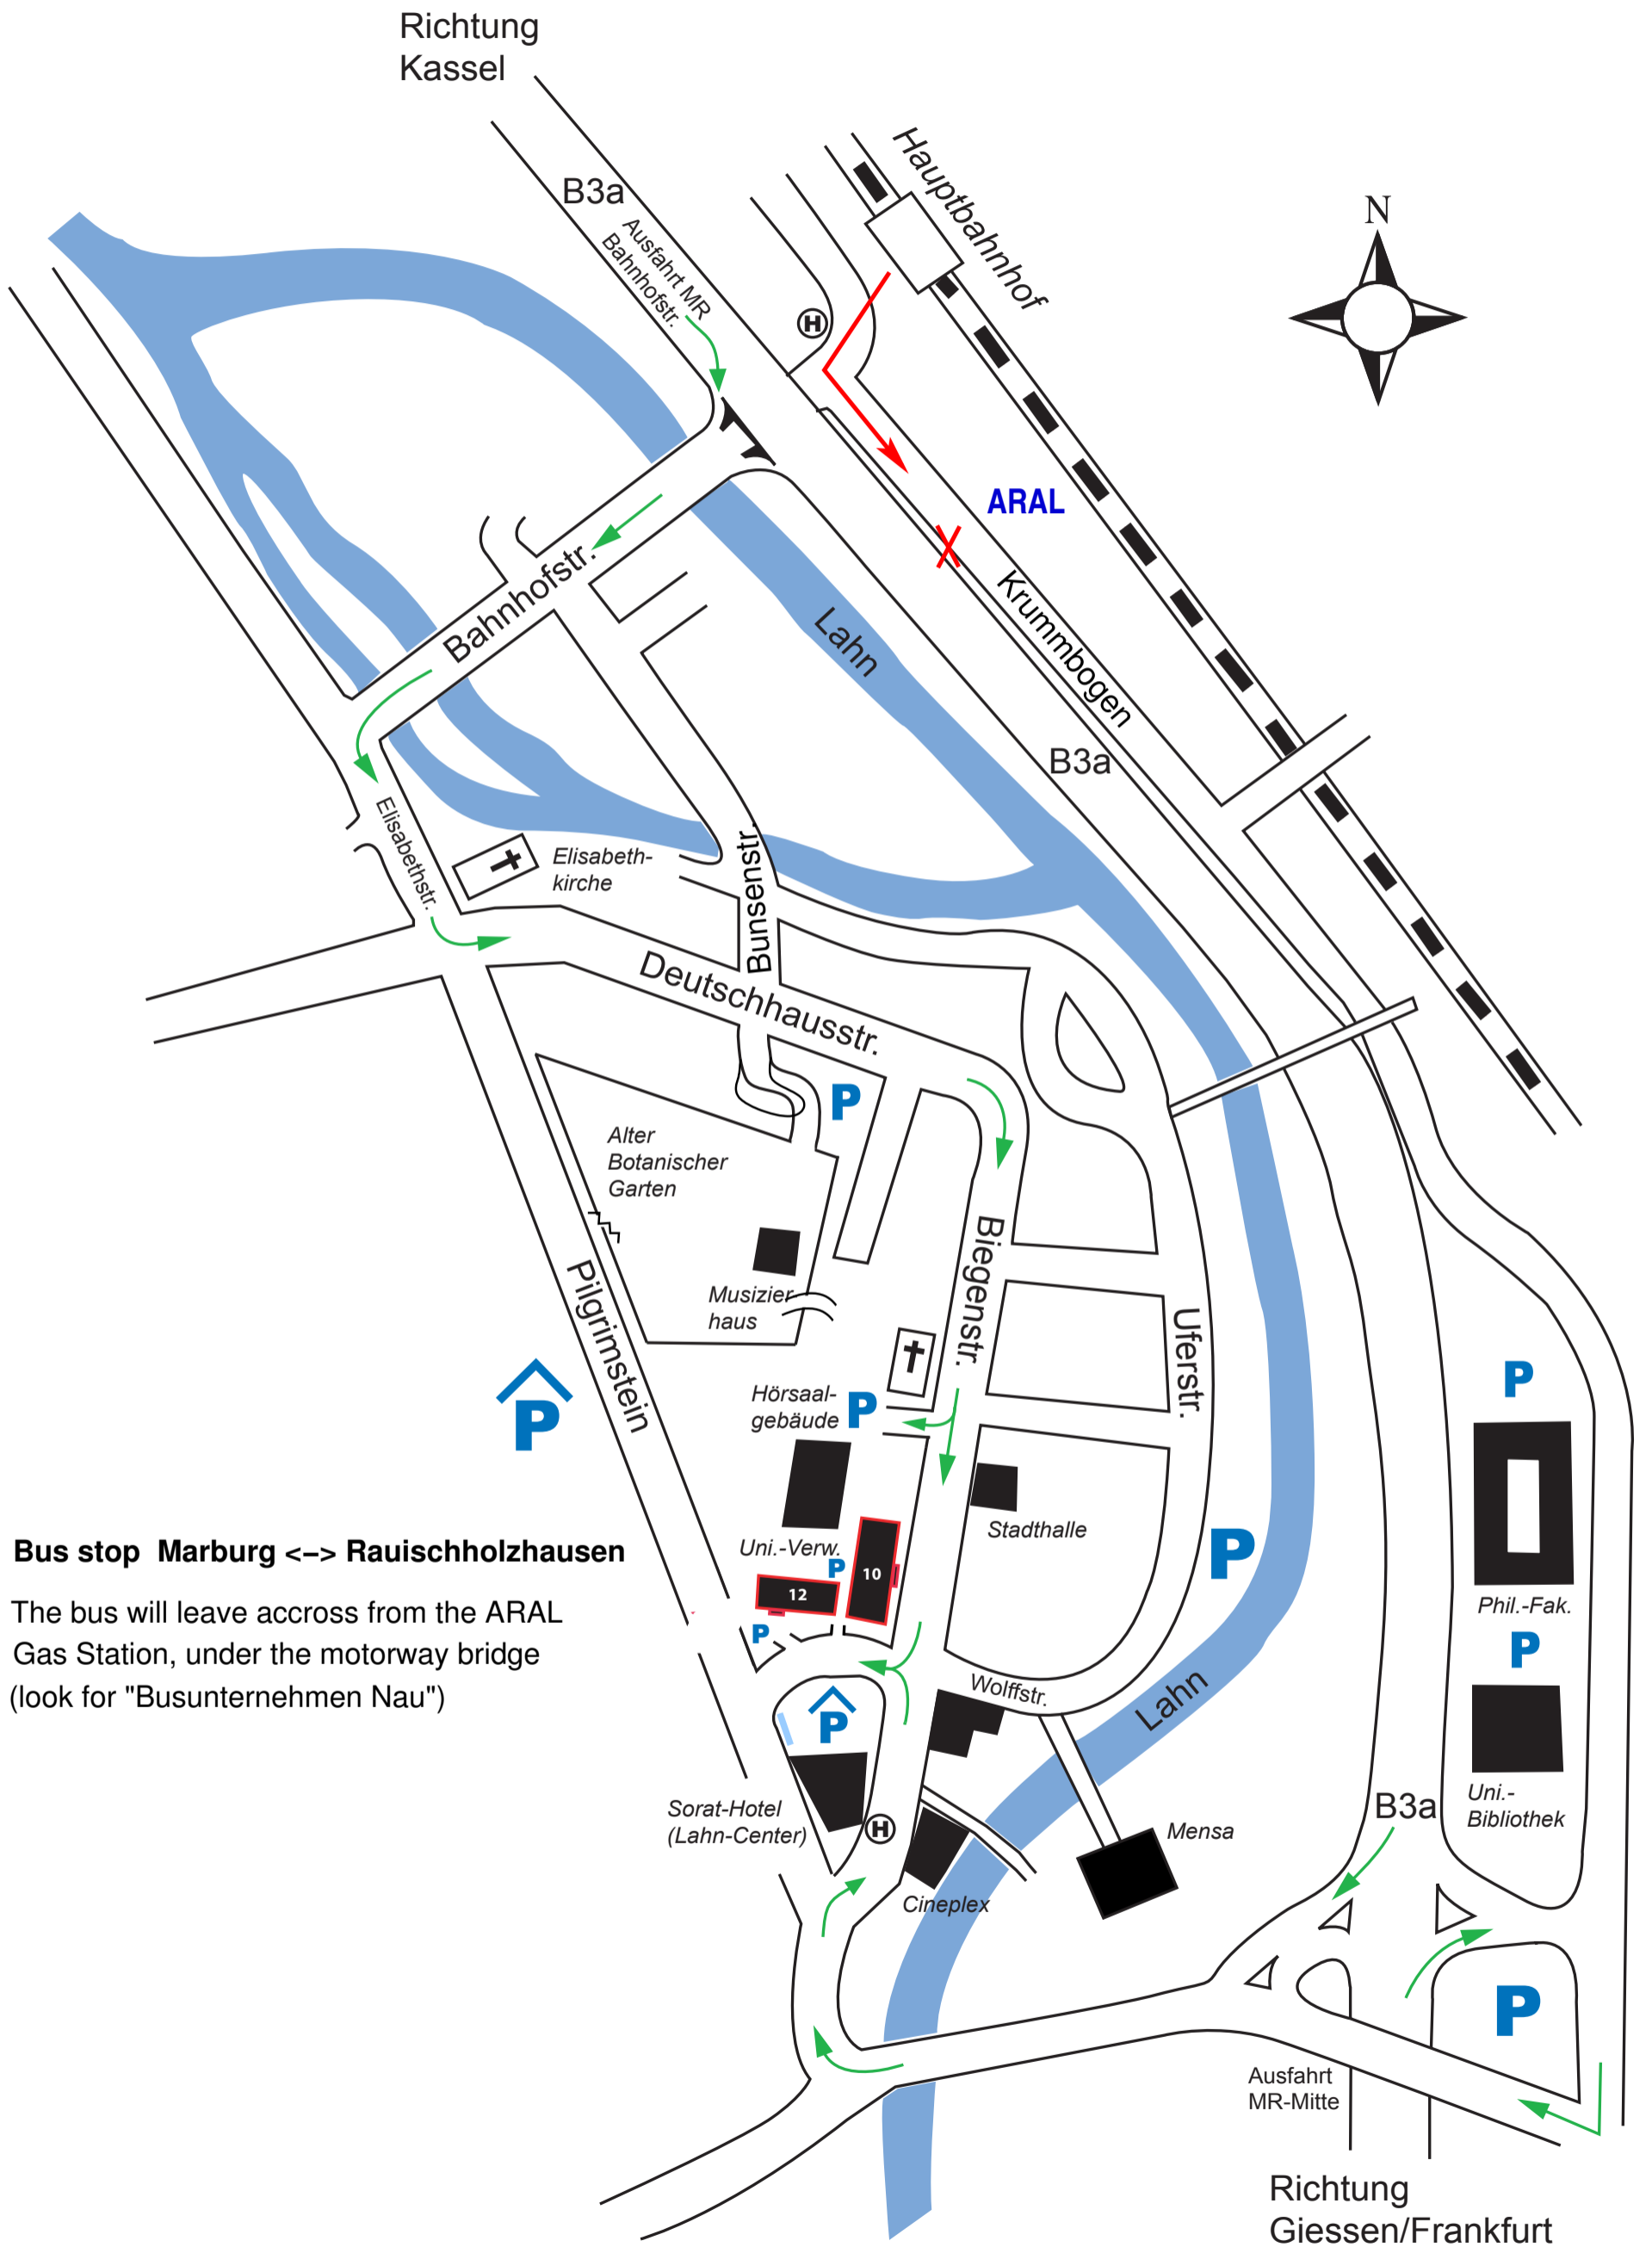 Richtung
Kassel
B3a
Ausfahrt MR
Bahnhofstr.
Hauptbahnhof
N
H
ARAL
Krummbogen
Bahnhofstr.
Lahn
B3a
Elisabethstr.
Elisabeth-
kirche
Bunsenstr.
Deutschhausstr.
P
Alter
Botanischer
Garten
Musizier-
haus
Pilgrimstein
Biegenstr.
Uferstr.
P
P
Hörsaal-
gebäude
P
Stadthalle
P
Uni.-Verw.
P
10
12
P
Phil.-Fak.
P
Bus stop  Marburg <–> Rauischholzhausen
The bus will leave accross from the ARAL
Gas Station, under the motorway bridge
(look for "Busunternehmen Nau")
Wolffstr.
Lahn
P
Sorat-Hotel
(Lahn-Center)
H
Cineplex
Mensa
B3a
Uni.-
Bibliothek
P
Ausfahrt
MR-Mitte
Richtung
Giessen/Frankfurt